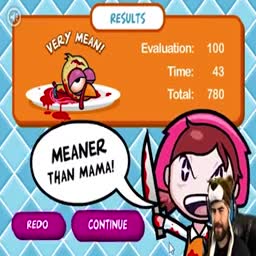 RESULTS
VERY MEAN!
Evaluation: 100
Time: 43
Total: 780
MEANER
THAN MAMA!
REDO
CONTINUE